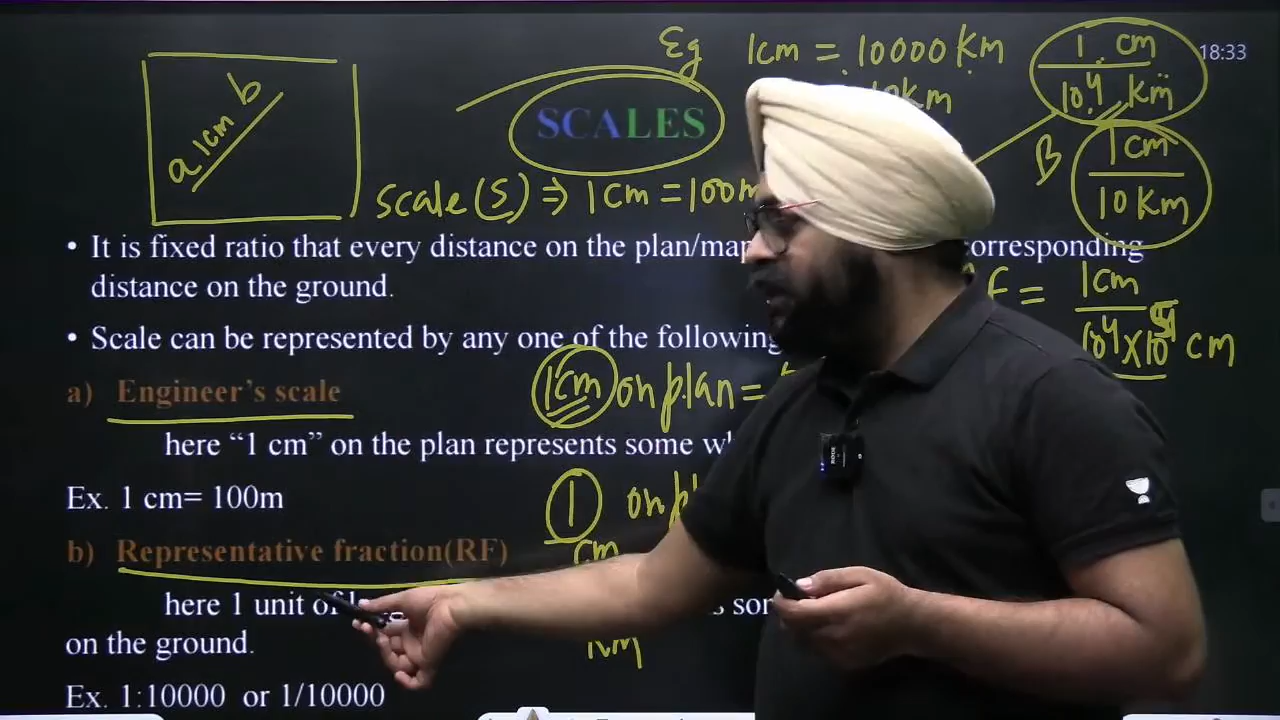 Eg 1cm = 10000 Km
1 cm
10⁴ Km
18:33
SCALES
Km
a 1cm b
B 1cm
10 Km
Scale (S) ⇒ 1cm = 100m
• It is fixed ratio that every distance on the plan/map corresponding
distance on the ground.
F = 1cm
10⁴ x 10 cm
• Scale can be represented by any one of the following
a) Engineer's scale
1cm on plan =
here "1 cm" on the plan represents some
Ex. 1 cm= 100m
1 on
cm
b) Representative fraction(RF)
here 1 unit of
on the ground.
Km
Ex. 1:10000 or 1/10000